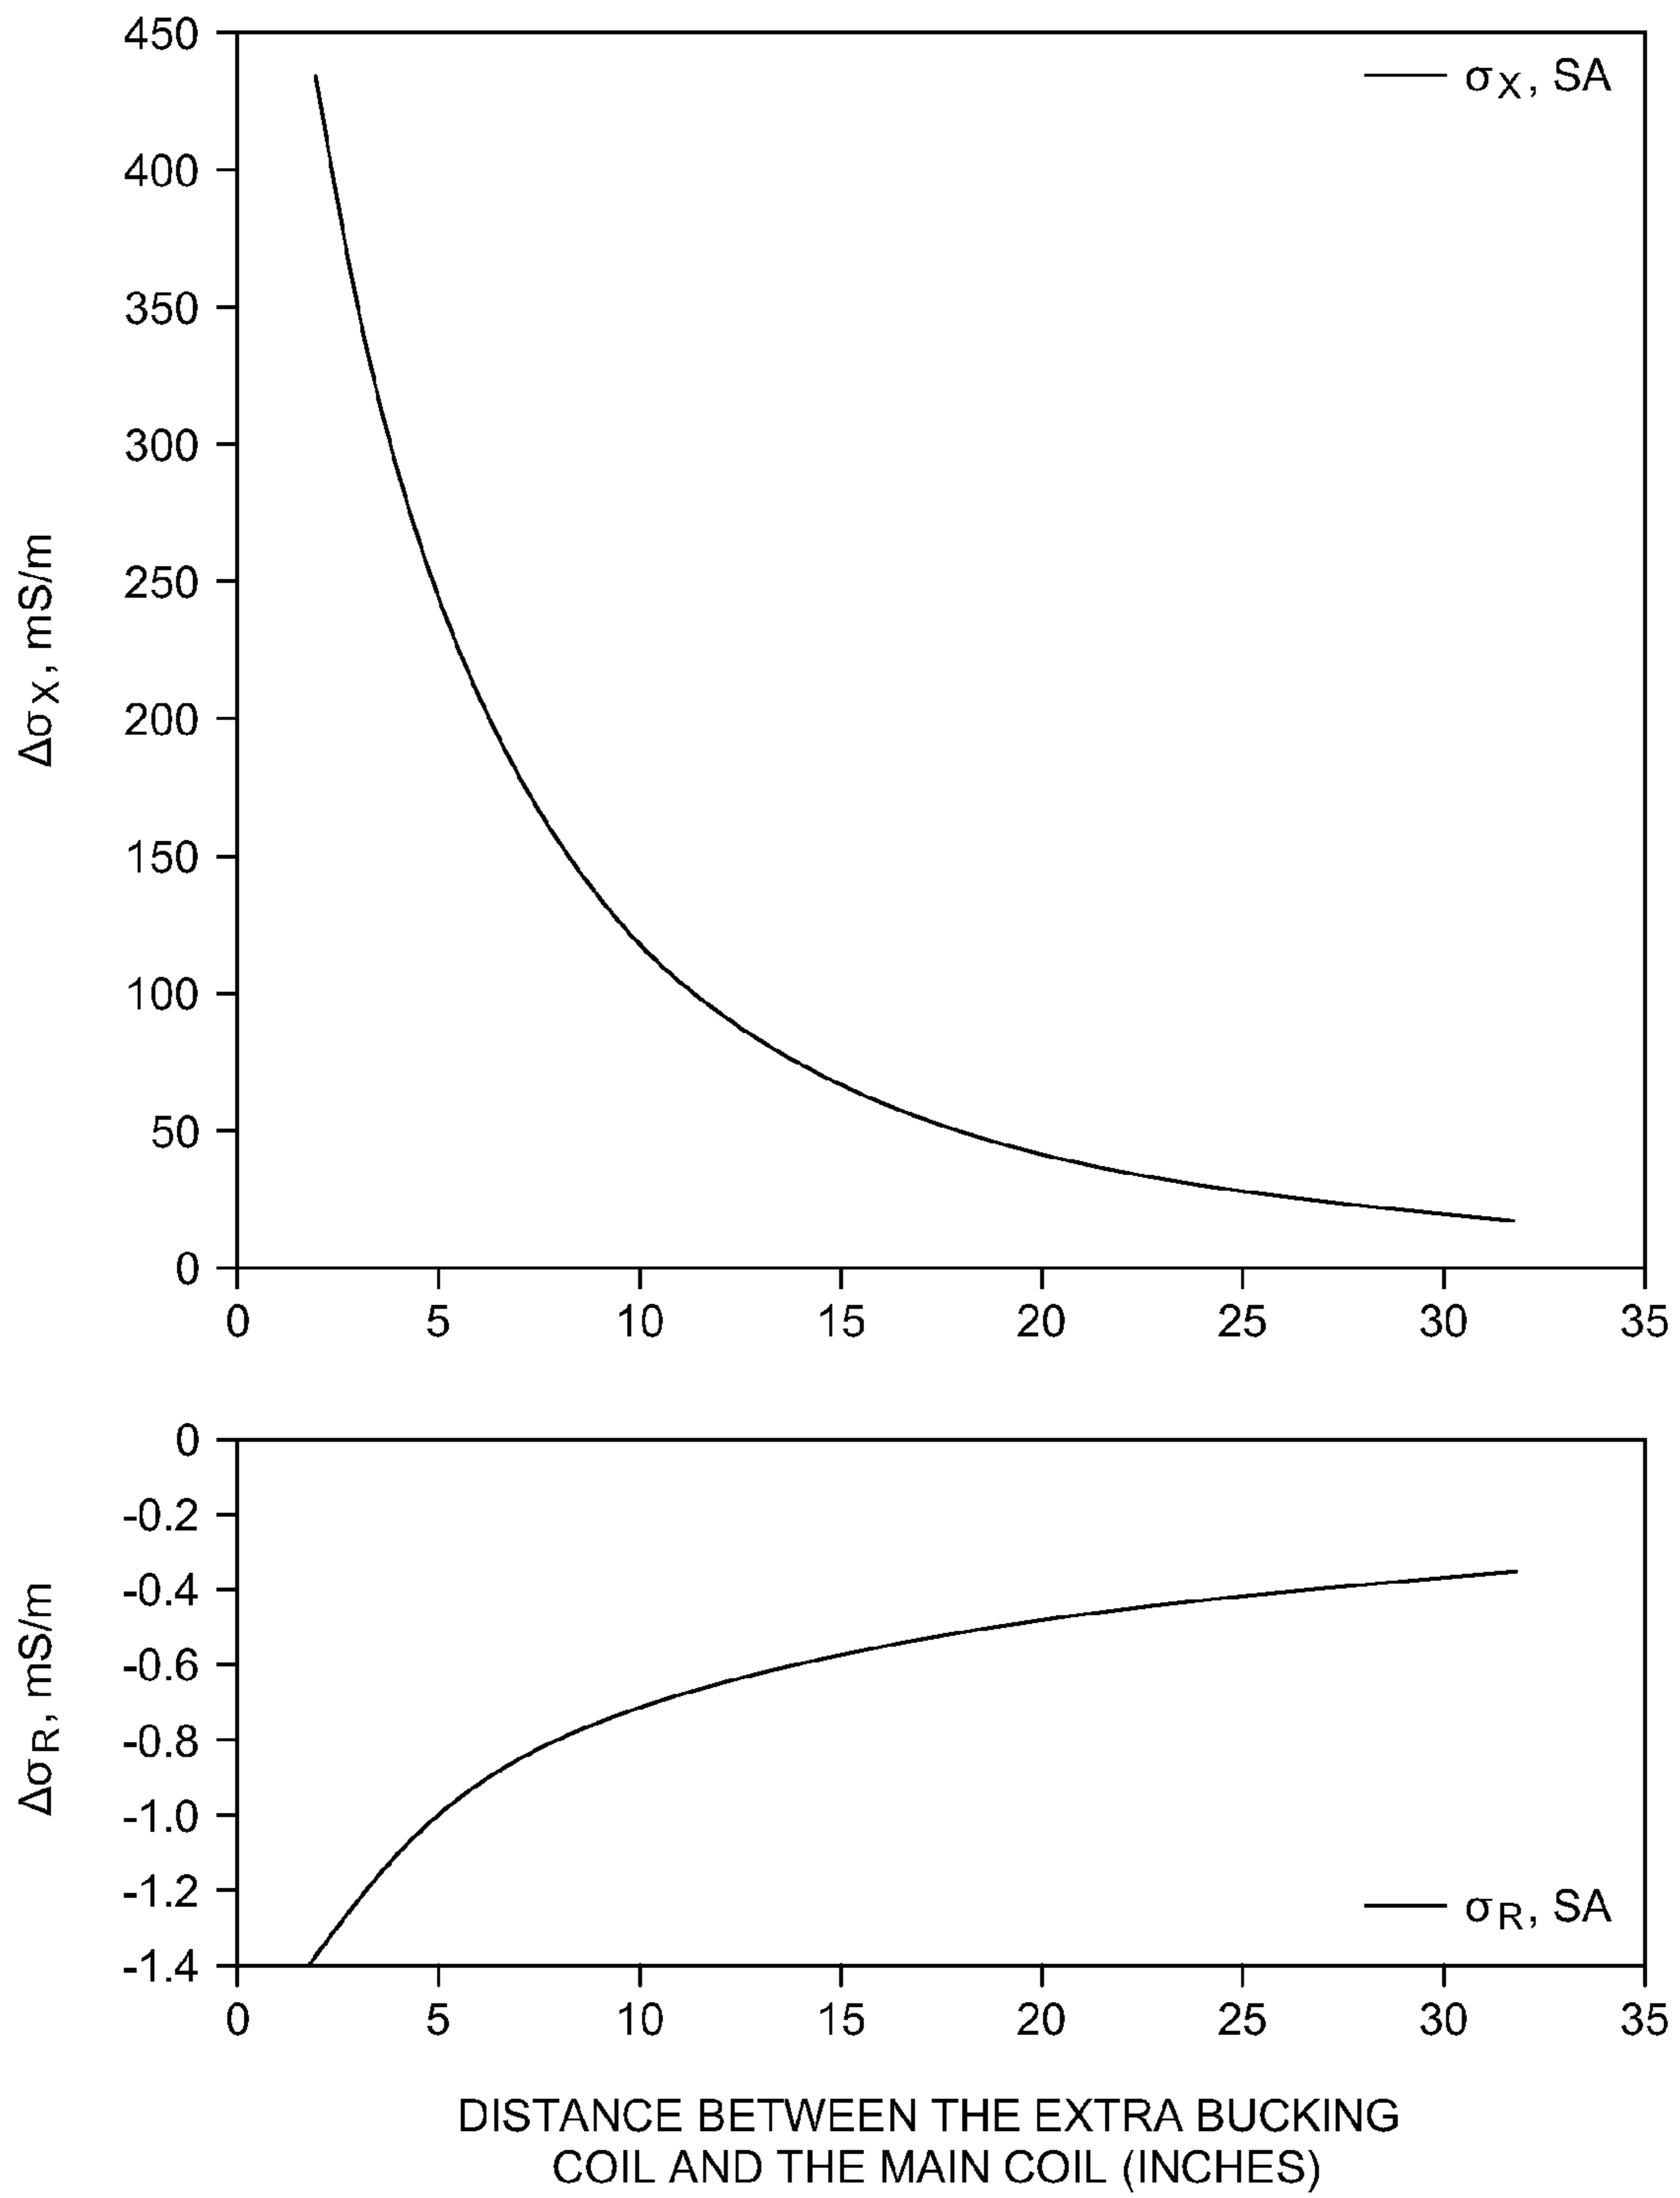 450
σX, SA
400
350
300
250
200
150
100
50
0
ΔσX, mS/m
0 5 10 15 20 25 30 35
0
-0.2
-0.4
-0.6
-0.8
-1.0
-1.2
-1.4
ΔσR, mS/m
σR, SA
0 5 10 15 20 25 30 35
DISTANCE BETWEEN THE EXTRA BUCKING
COIL AND THE MAIN COIL (INCHES)